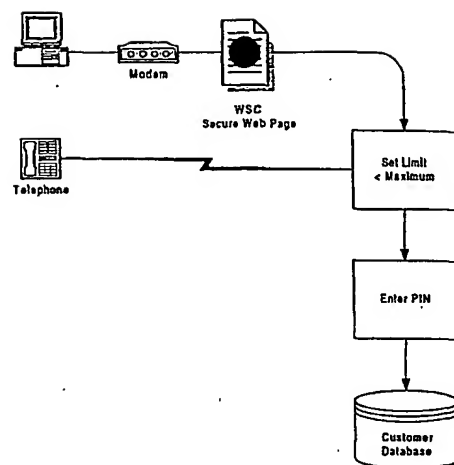 Modem
WSC
Secure Web Page
Telephone
Set Limit
< Maximum
Enter PIN
Customer
Database